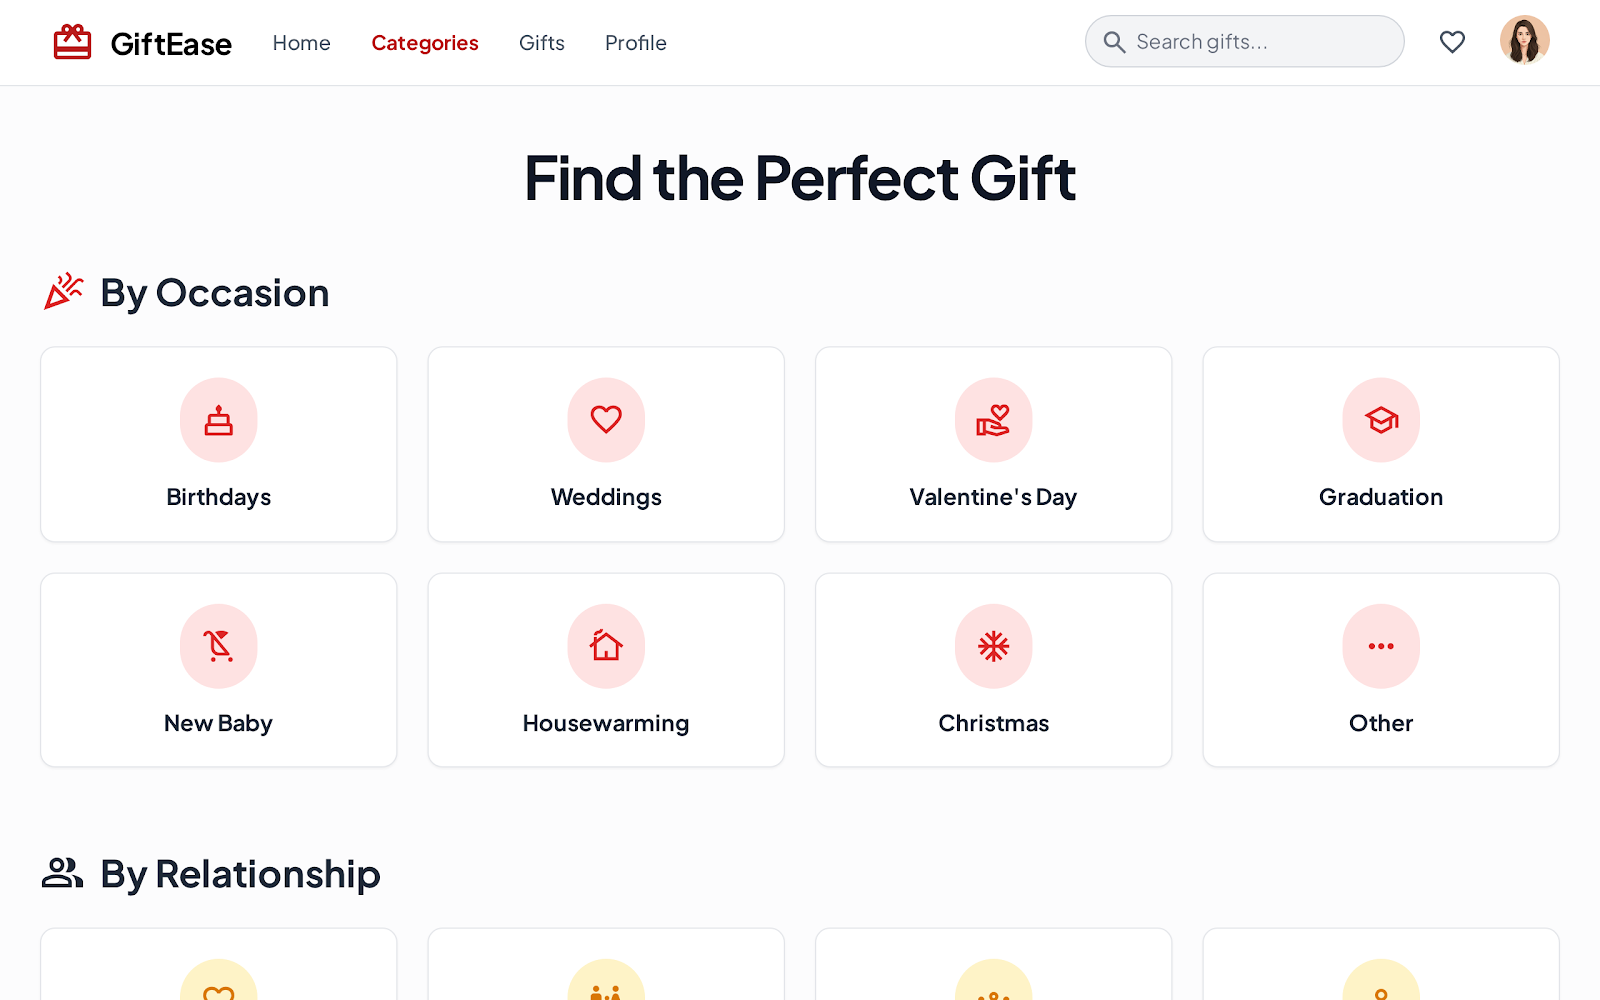 GiftEase
Home
Categories
Gifts
Profile
Search gifts...
Find the Perfect Gift
By Occasion
Birthdays
Weddings
Valentine's Day
Graduation
New Baby
Housewarming
Christmas
Other
By Relationship